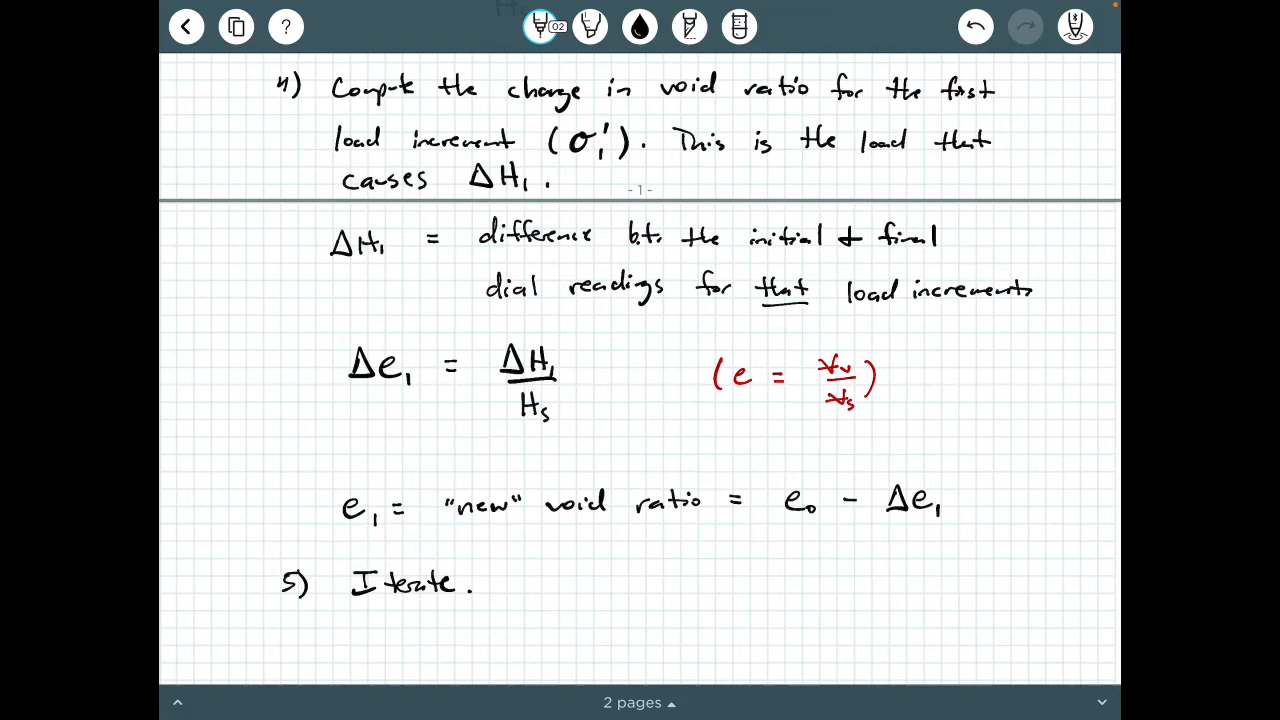 02
4) Compute the change in void ratio for the first
load increment (σ₁'). This is the load that
causes ΔH₁.
- 1 -
ΔH₁ = difference btn the initial & final
dial readings for that load increments
Δe₁ = ΔH₁ / Hₛ (e = Vᵥ / Vₛ)
e₁ = "new" void ratio = e₀ - Δe₁
5) Iterate.
2 pages